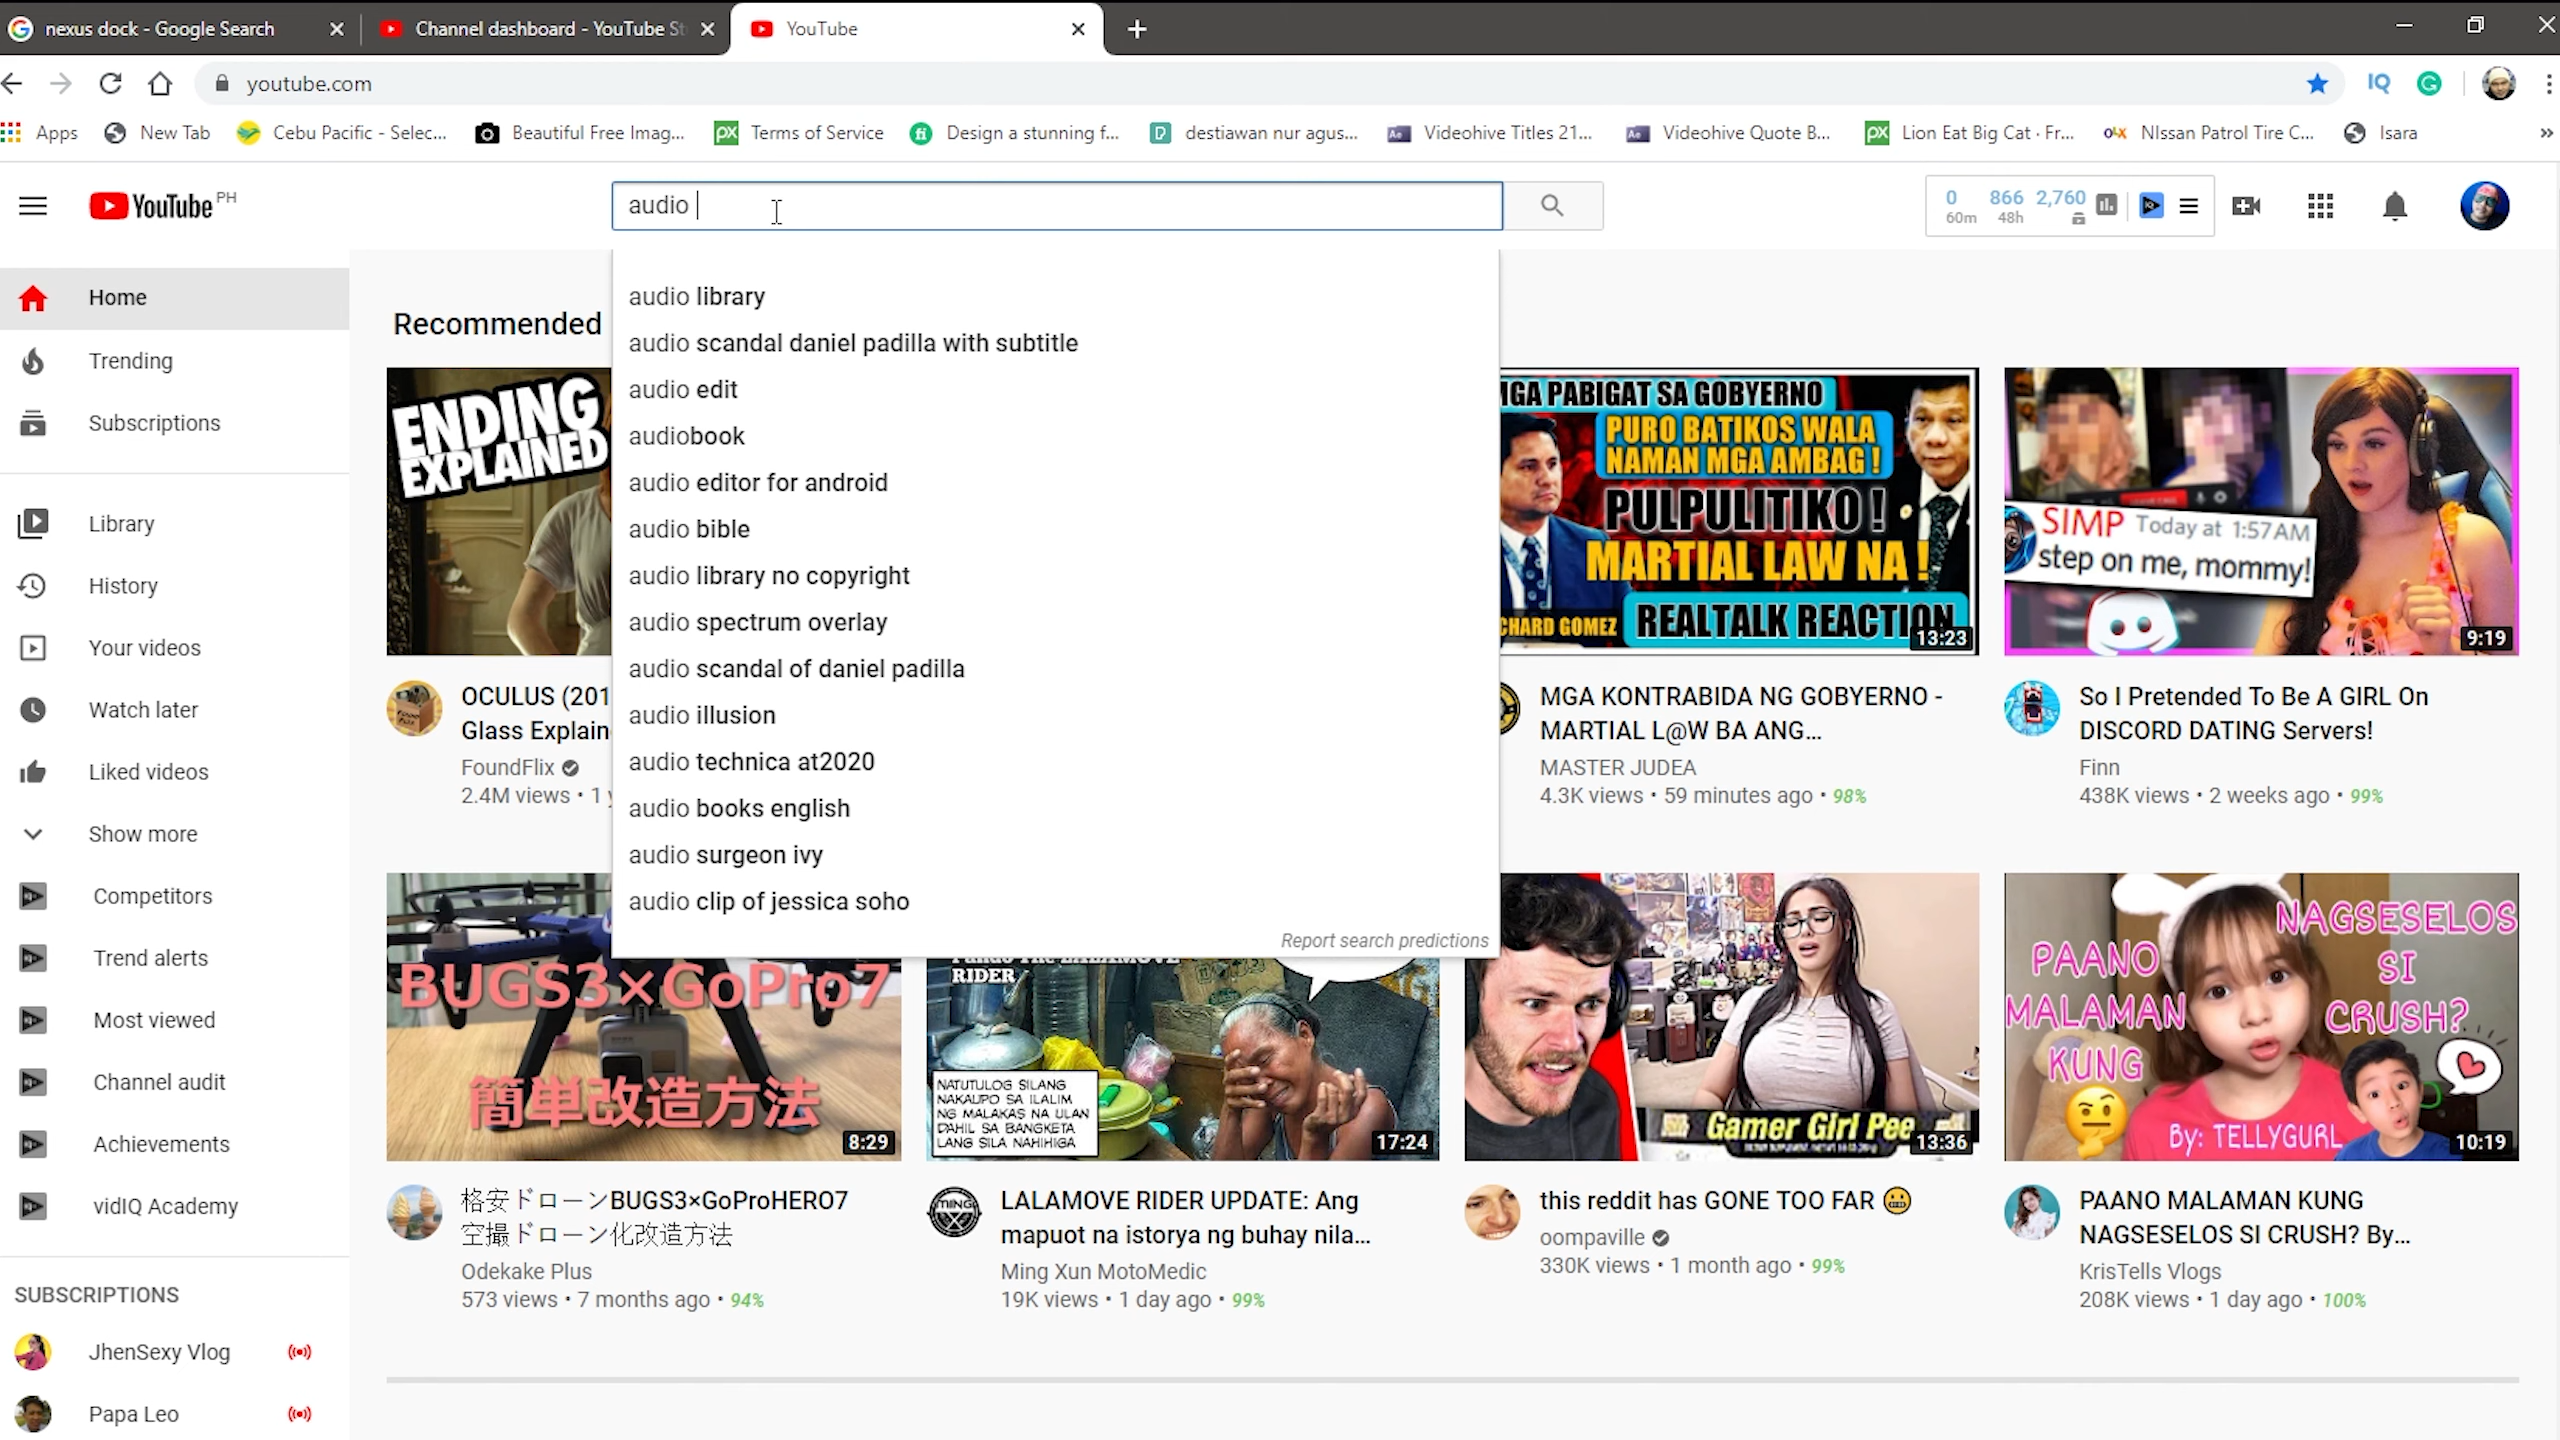 nexus dock - Google Search
Channel dashboard - YouTube St
YouTube
youtube.com
IQ
Apps
New Tab
Cebu Pacific - Selec...
Beautiful Free Imag...
Terms of Service
Design a stunning f...
destiawan nur agus...
Videohive Titles 21...
Videohive Quote B...
Lion Eat Big Cat · Fr...
NIssan Patrol Tire C...
Isara
YouTube PH
audio
0 866 2,760
60m 48h
Home
Trending
Subscriptions
Library
History
Your videos
Watch later
Liked videos
Show more
Competitors
Trend alerts
Most viewed
Channel audit
Achievements
vidIQ Academy
SUBSCRIPTIONS
JhenSexy Vlog
Papa Leo
Recommended
audio library
audio scandal daniel padilla with subtitle
audio edit
audiobook
audio editor for android
audio bible
audio library no copyright
audio spectrum overlay
audio scandal of daniel padilla
audio illusion
audio technica at2020
audio books english
audio surgeon ivy
audio clip of jessica soho
Report search predictions
ENDING
EXPLAINED
OCULUS (201
Glass Explain
FoundFlix
2.4M views • 1 y
MGA PABIGAT SA GOBYERNO
PURO BATIKOS WALA
NAMAN MGA AMBAG !
PULPULITIKO !
MARTIAL LAW NA !
CHARD GOMEZ
REALTALK REACTION
13:23
MGA KONTRABIDA NG GOBYERNO -
MARTIAL L@W BA ANG...
MASTER JUDEA
4.3K views • 59 minutes ago • 98%
SIMP Today at 1:57AM
step on me, mommy!
9:19
So I Pretended To Be A GIRL On
DISCORD DATING Servers!
Finn
438K views • 2 weeks ago • 99%
BUGS3×GoPro7
簡単改造方法
8:29
格安ドローンBUGS3×GoProHERO7
空撮ドローン化改造方法
Odekake Plus
573 views • 7 months ago • 94%
RIDER
NATUTULOG SILANG
NAKAUPO SA ILALIM
NG MALAKAS NA ULAN
DAHIL SA BANGKETA
LANG SILA NAHIHIGA
17:24
MING
LALAMOVE RIDER UPDATE: Ang
mapuot na istorya ng buhay nila...
Ming Xun MotoMedic
19K views • 1 day ago • 99%
Gamer Girl Pee
13:36
this reddit has GONE TOO FAR 😬
oompaville
330K views • 1 month ago • 99%
PAANO
MALAMAN
KUNG
NAGSESELOS
SI
CRUSH?
By: TELLYGURL
10:19
PAANO MALAMAN KUNG
NAGSESELOS SI CRUSH? By...
KrisTells Vlogs
208K views • 1 day ago • 100%